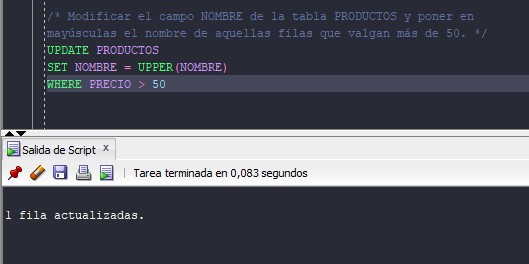 /* Modificar el campo NOMBRE de la tabla PRODUCTOS y poner en
mayúsculas el nombre de aquellas filas que valgan más de 50. */
UPDATE PRODUCTOS
SET NOMBRE = UPPER(NOMBRE)
WHERE PRECIO > 50
Salida de Script x
Tarea terminada en 0,083 segundos
1 fila actualizadas.